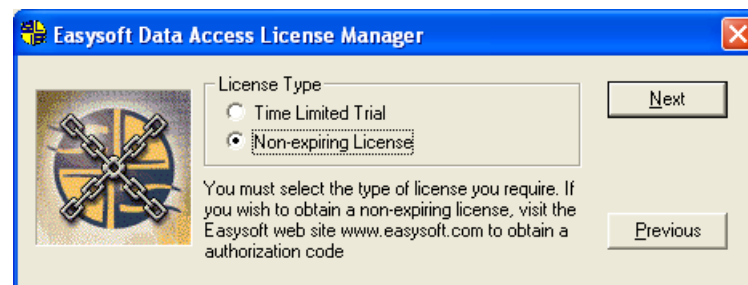 Easysoft Data Access License Manager
License Type
Time Limited Trial
Non-expiring License
Next
You must select the type of license you require. If
you wish to obtain a non-expiring license, visit the
Easysoft web site www.easysoft.com to obtain a
authorization code
Previous